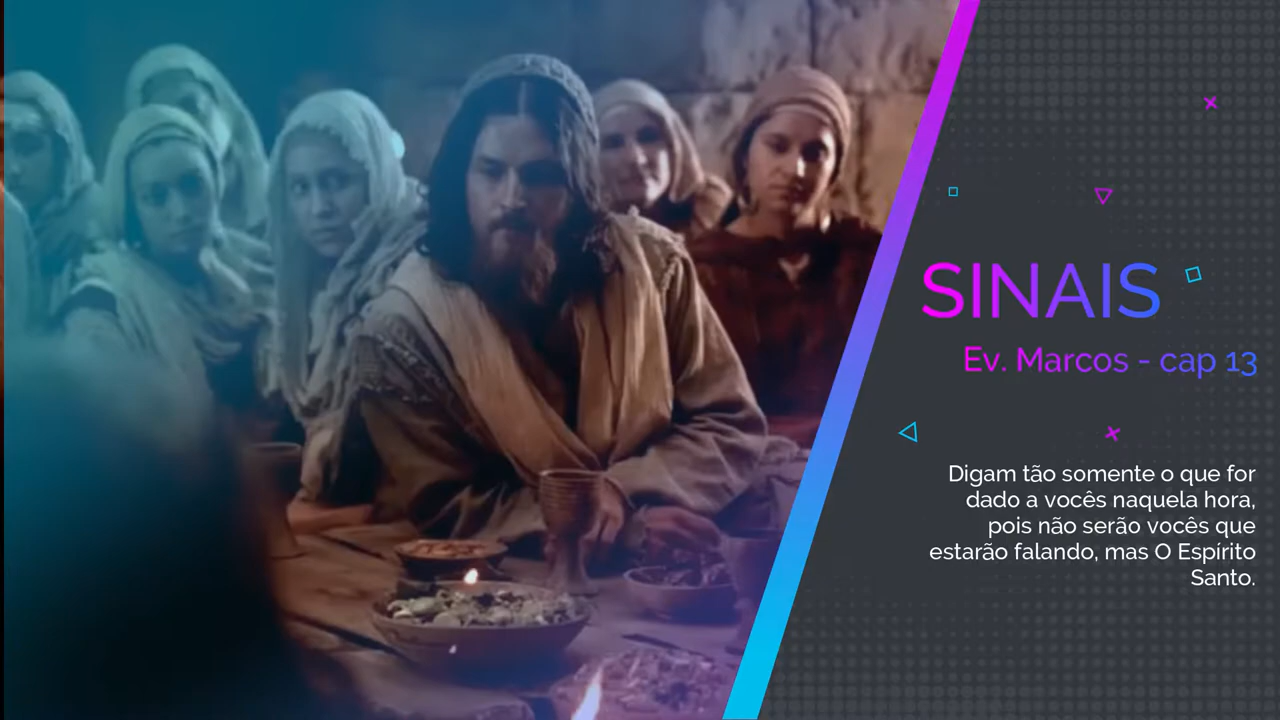 SINAIS
Ev. Marcos - cap 13
Digam tão somente o que for
dado a vocês naquela hora,
pois não serão vocês que
estarão falando, mas O Espírito
Santo.